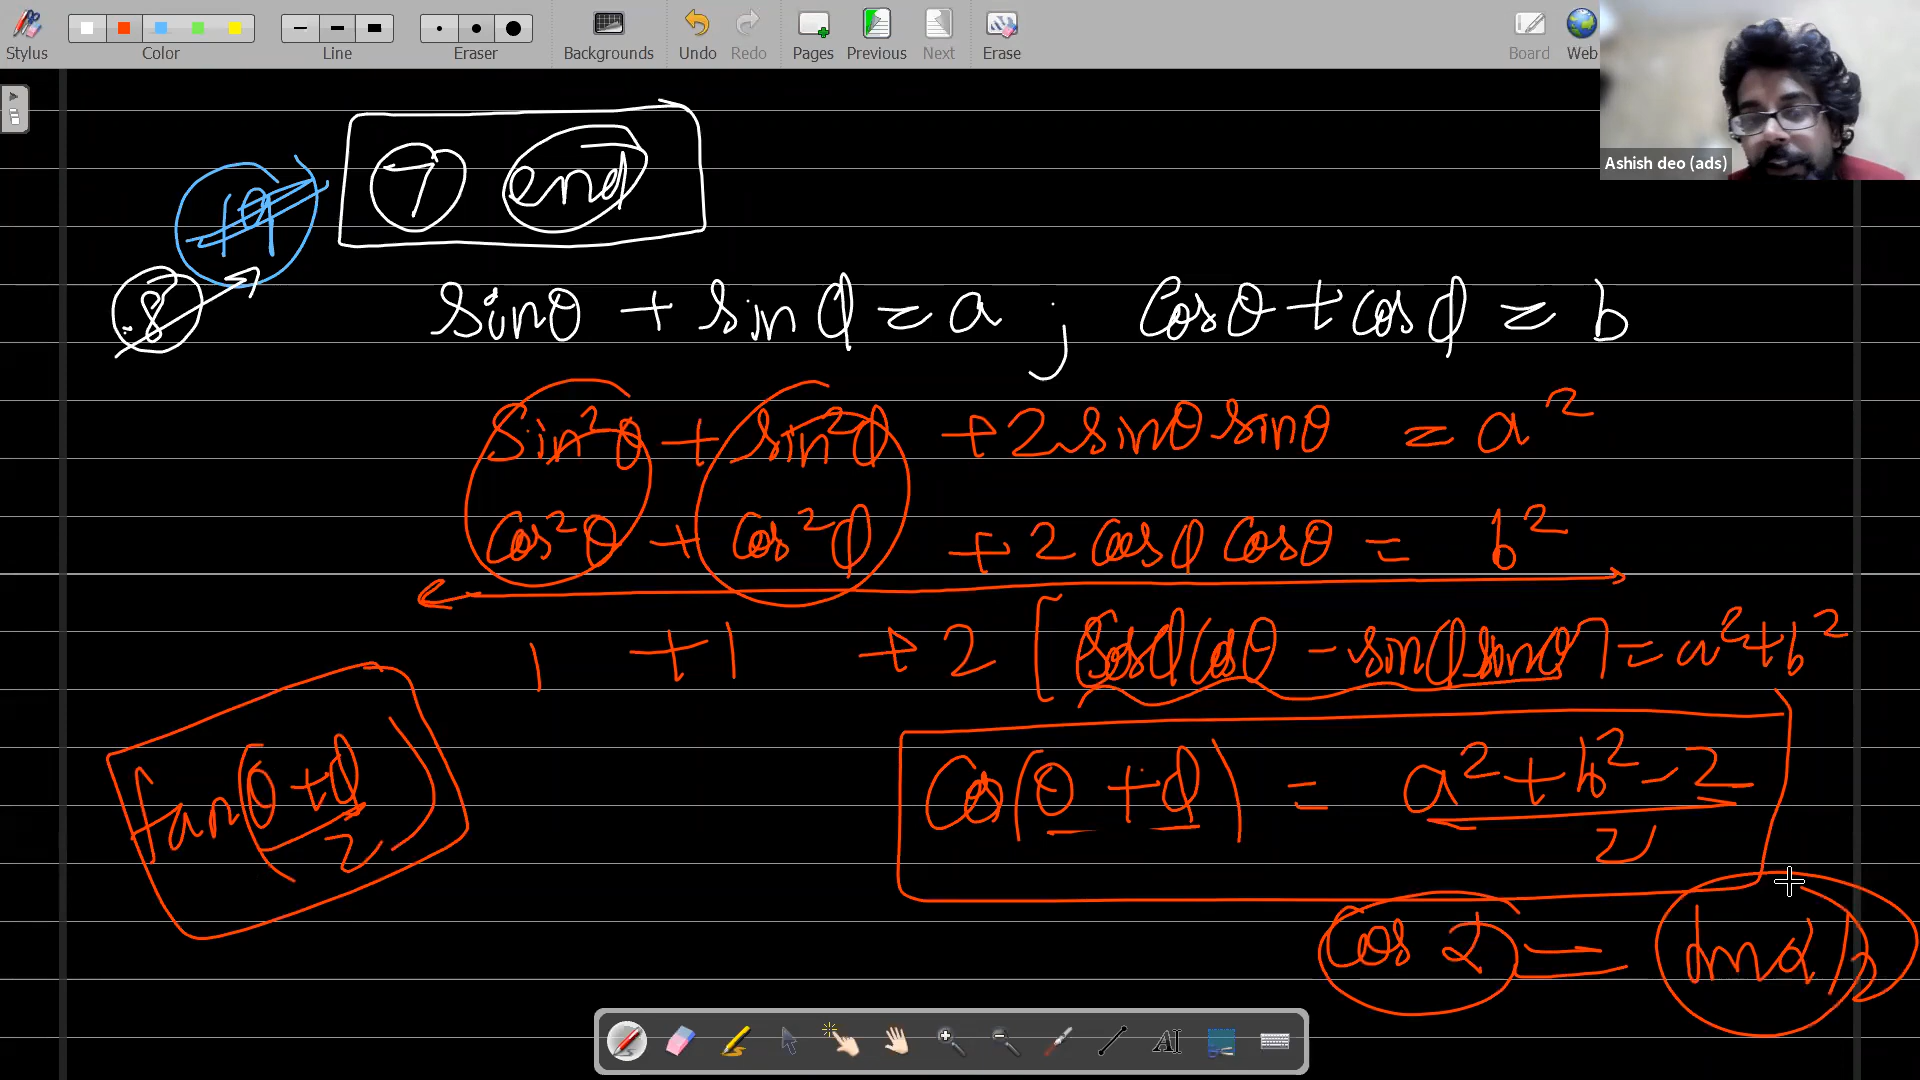 Stylus Color Line Eraser Backgrounds Undo Redo Pages Previous Next Erase Board Web
Ashish deo (ads)
7 end
19
8
sinθ + sinϕ = a ; cosθ + cosϕ = b
sin²θ + sin²ϕ + 2 sinθ sinθ = a²
cos²θ + cos²ϕ + 2 cosϕ cosθ = b²
1 + 1 + 2 [cosϕ cosθ - sinϕ sinθ] = a² + b²
tan(θ+ϕ/2)
cos(θ + ϕ) = a² + b² - 2 / 2
cos α = tan α/2